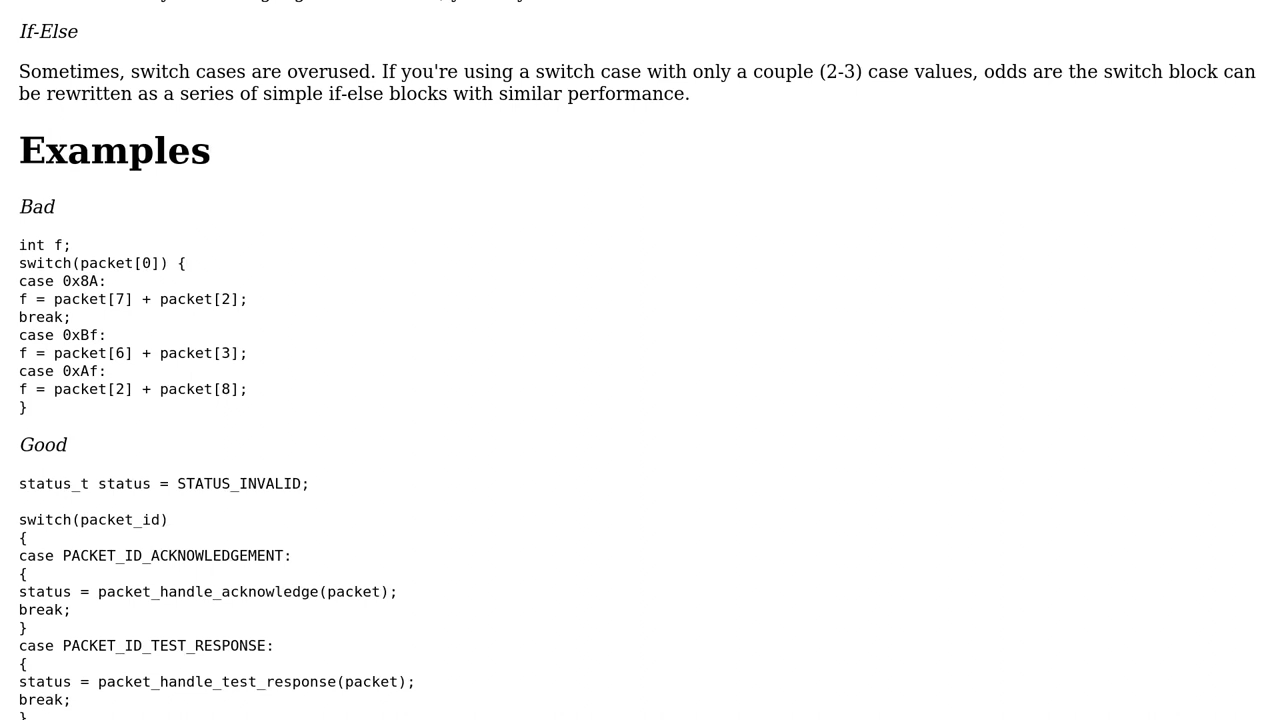 If-Else
Sometimes, switch cases are overused. If you're using a switch case with only a couple (2-3) case values, odds are the switch block can
be rewritten as a series of simple if-else blocks with similar performance.
Examples
Bad
int f;
switch(packet[0]) {
case 0x8A:
f = packet[7] + packet[2];
break;
case 0xBf:
f = packet[6] + packet[3];
case 0xAf:
f = packet[2] + packet[8];
}
Good
status_t status = STATUS_INVALID;
switch(packet_id)
{
case PACKET_ID_ACKNOWLEDGEMENT:
{
status = packet_handle_acknowledge(packet);
break;
}
case PACKET_ID_TEST_RESPONSE:
{
status = packet_handle_test_response(packet);
break;
}